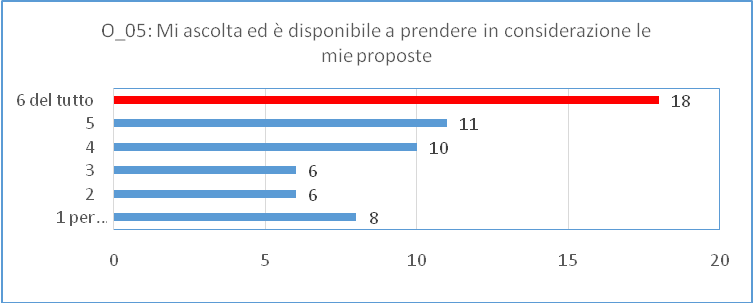 O_05: Mi ascolta ed è disponibile a prendere in considerazione le
mie proposte
6 del tutto 18
5 11
4 10
3 6
2 6
1 per... 8
0 5 10 15 20